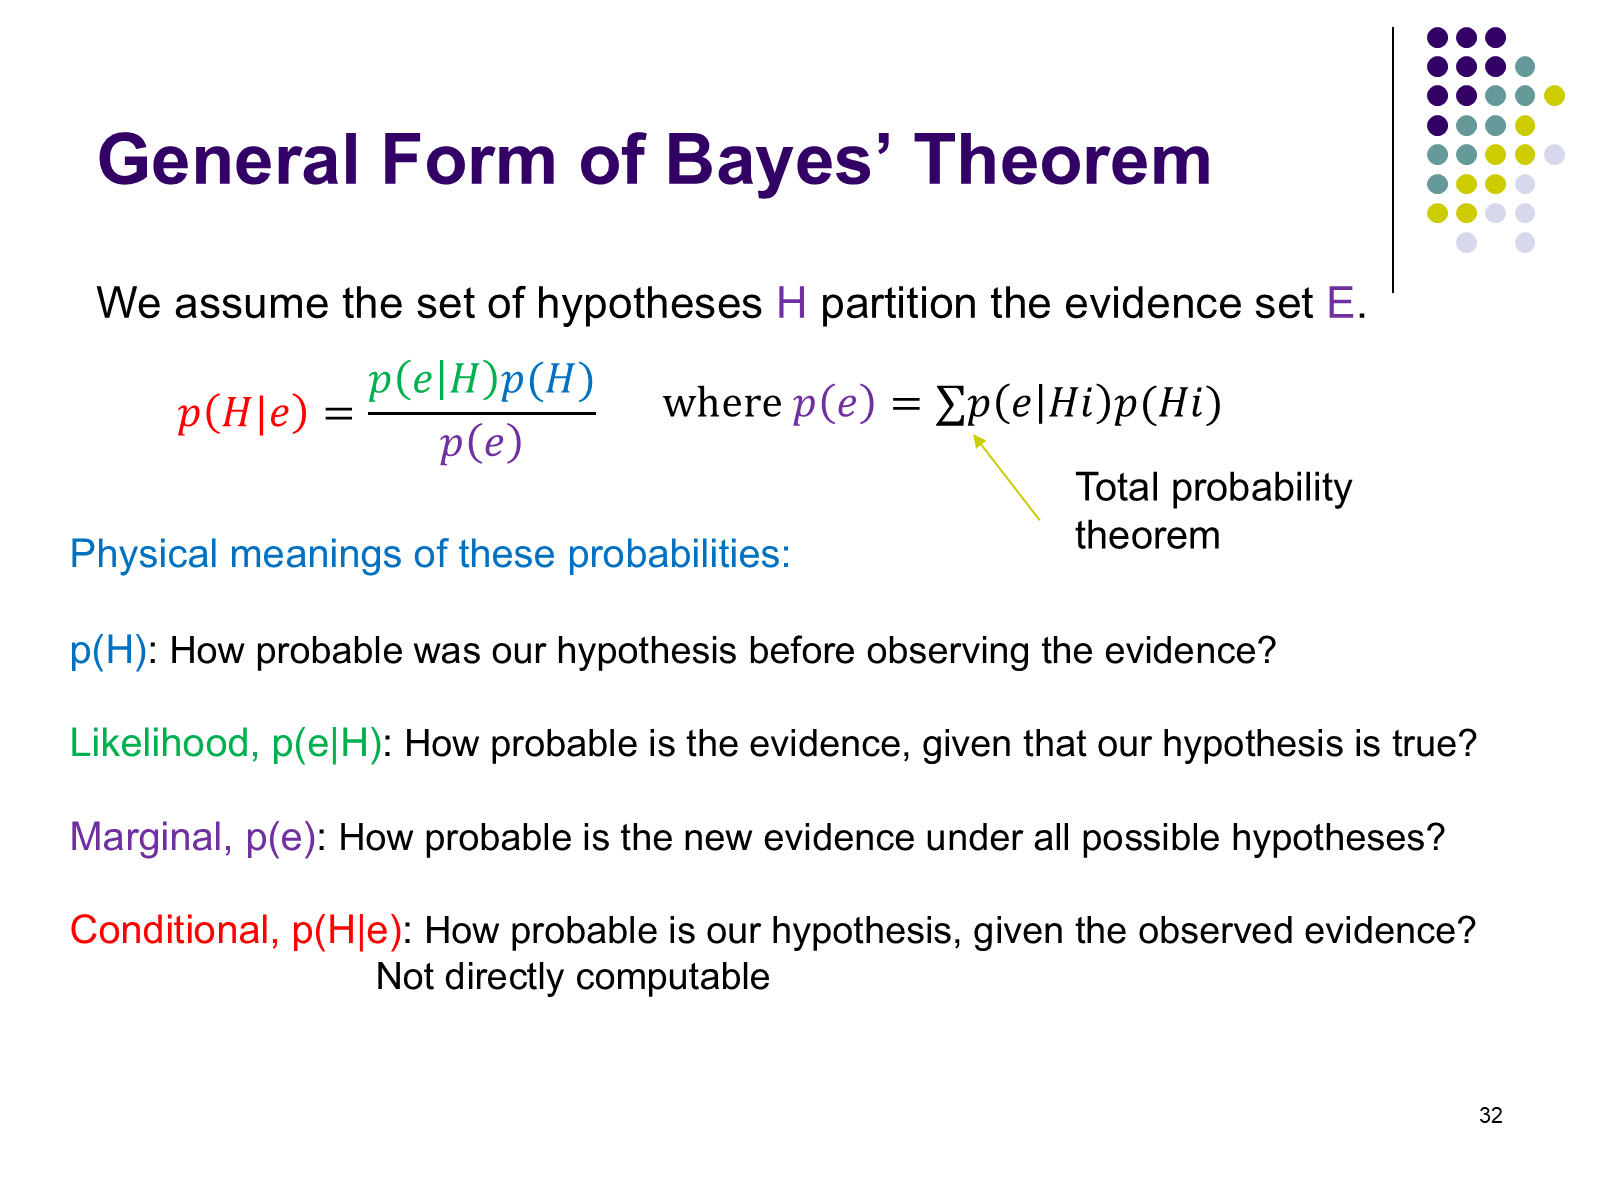 General Form of Bayes’ Theorem
We assume the set of hypotheses H partition the evidence set E.
𝑝(𝐻|𝑒) = 𝑝(𝑒|𝐻)𝑝(𝐻) / 𝑝(𝑒) where 𝑝(𝑒) = ∑𝑝(𝑒|𝐻𝑖)𝑝(𝐻𝑖)
Total probability
theorem
Physical meanings of these probabilities:
p(H): How probable was our hypothesis before observing the evidence?
Likelihood, p(e|H): How probable is the evidence, given that our hypothesis is true?
Marginal, p(e): How probable is the new evidence under all possible hypotheses?
Conditional, p(H|e): How probable is our hypothesis, given the observed evidence?
Not directly computable
32